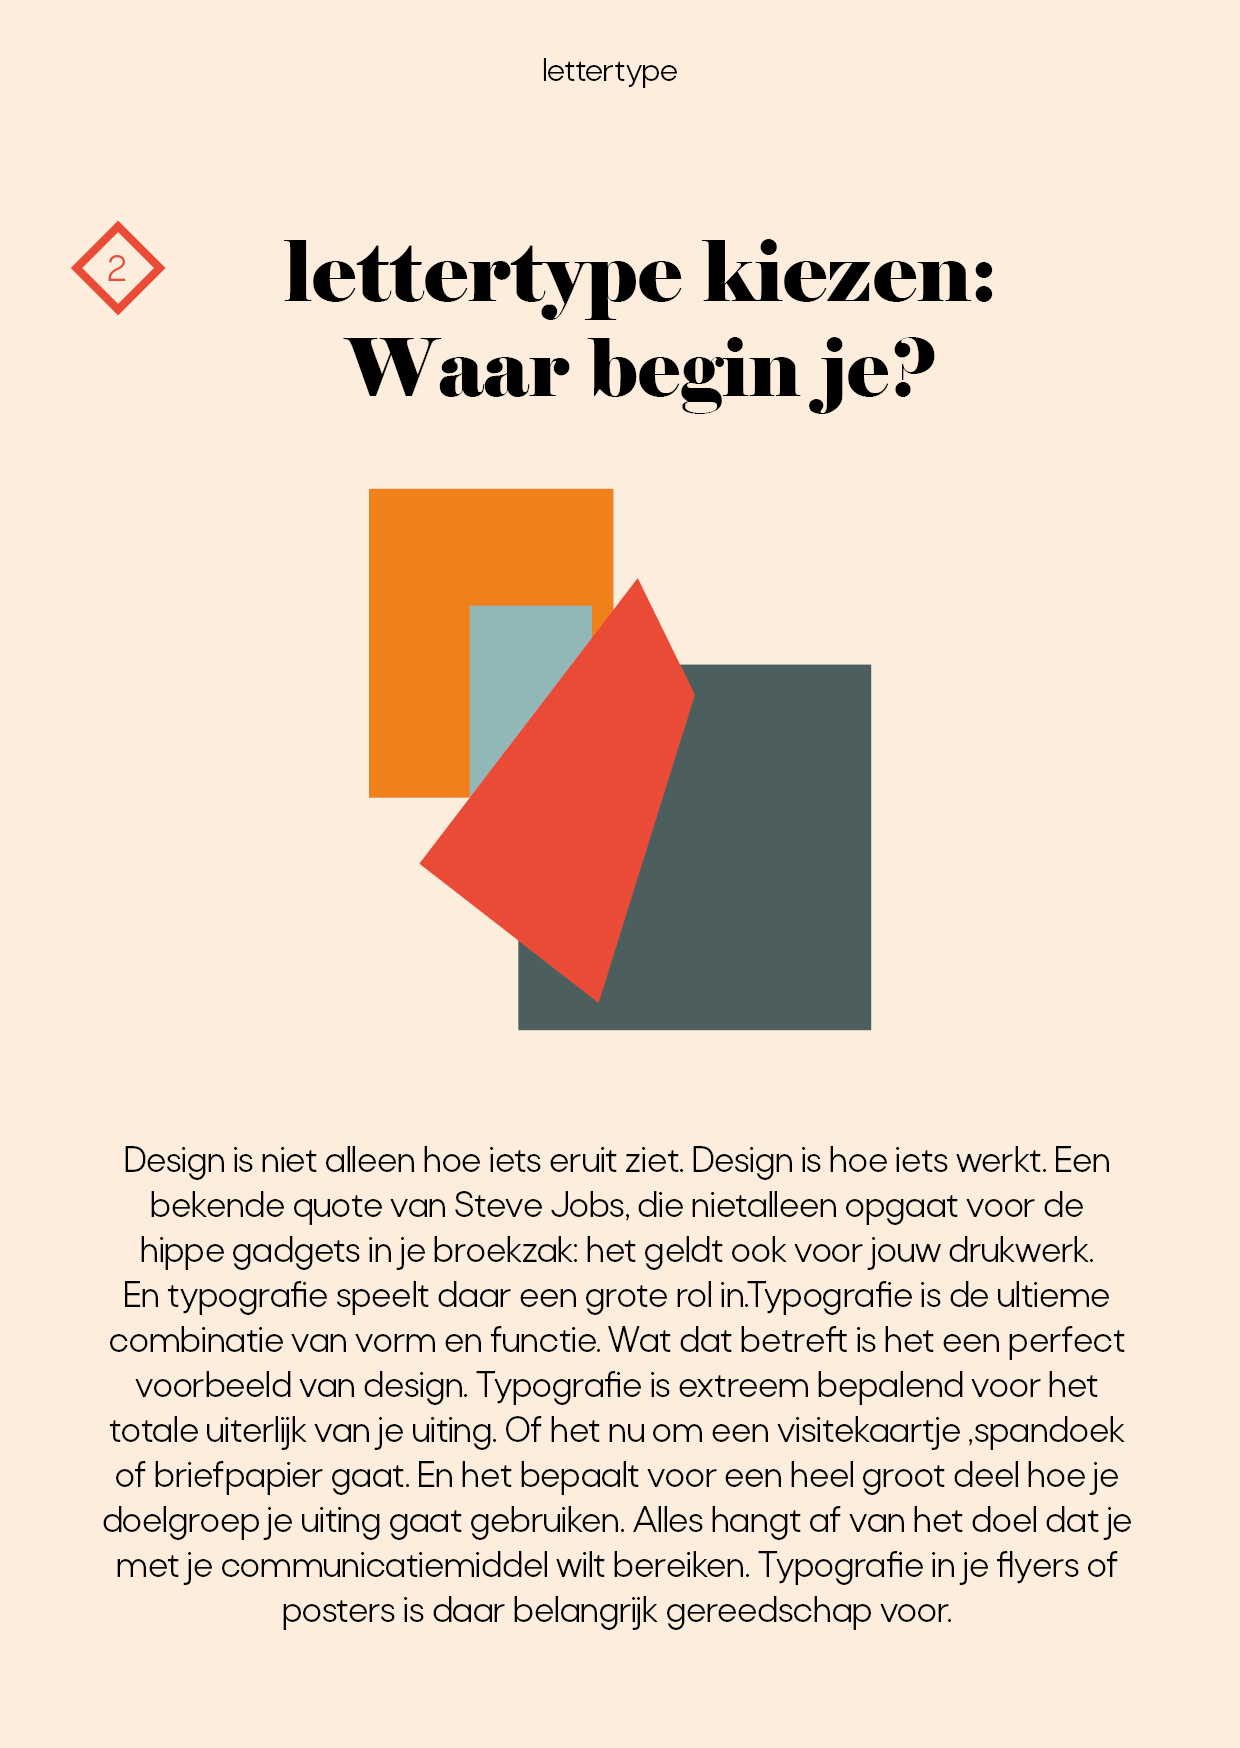 lettertype
2
lettertype kiezen:
Waar begin je?
Design is niet alleen hoe iets eruit ziet. Design is hoe iets werkt. Een
bekende quote van Steve Jobs, die nietalleen opgaat voor de
hippe gadgets in je broekzak: het geldt ook voor jouw drukwerk.
En typografie speelt daar een grote rol in.Typografie is de ultieme
combinatie van vorm en functie. Wat dat betreft is het een perfect
voorbeeld van design. Typografie is extreem bepalend voor het
totale uiterlijk van je uiting. Of het nu om een visitekaartje ,spandoek
of briefpapier gaat. En het bepaalt voor een heel groot deel hoe je
doelgroep je uiting gaat gebruiken. Alles hangt af van het doel dat je
met je communicatiemiddel wilt bereiken. Typografie in je flyers of
posters is daar belangrijk gereedschap voor.